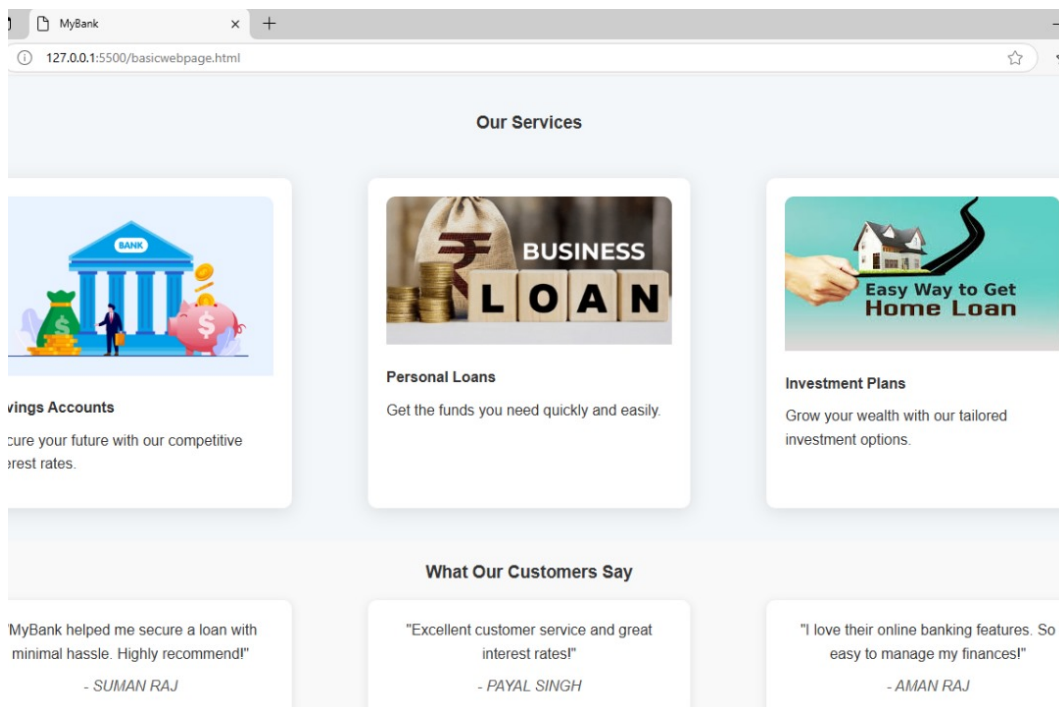 MyBank
127.0.0.1:5500/basicwebpage.html
Our Services
BANK
BUSINESS
LOAN
Easy Way to Get
Home Loan
vings Accounts
cure your future with our competitive
erest rates.
Personal Loans
Get the funds you need quickly and easily.
Investment Plans
Grow your wealth with our tailored
investment options.
What Our Customers Say
"MyBank helped me secure a loan with
minimal hassle. Highly recommend!"
- SUMAN RAJ
"Excellent customer service and great
interest rates!"
- PAYAL SINGH
"I love their online banking features. So
easy to manage my finances!"
- AMAN RAJ